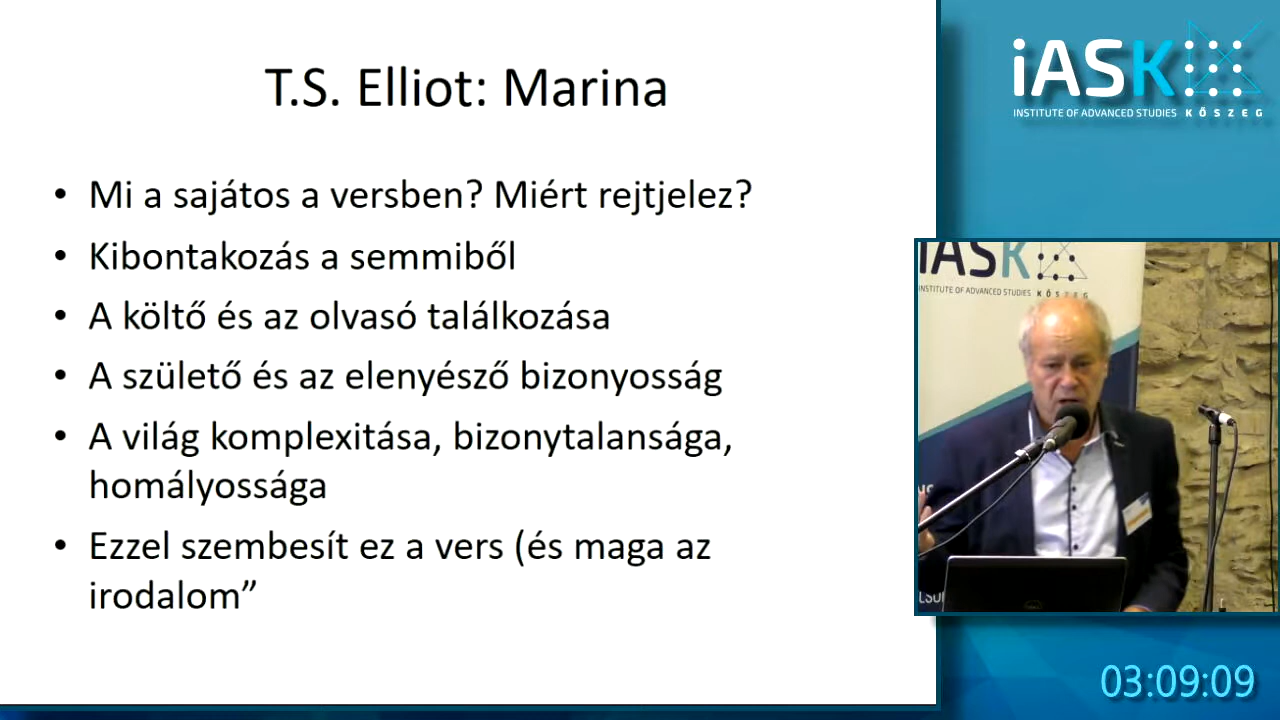 T.S. Elliot: Marina
• Mi a sajátos a versben? Miért rejtjelez?
• Kibontakozás a semmiből
• A költő és az olvasó találkozása
• A születő és az elenyésző bizonyosság
• A világ komplexitása, bizonytalansága,
homályossága
• Ezzel szembesít ez a vers (és maga az
irodalom”
iASK
INSTITUTE OF ADVANCED STUDIES KŐSZEG
iASK
INSTITUTE OF ADVANCED STUDIES KŐSZEG
03:09:09